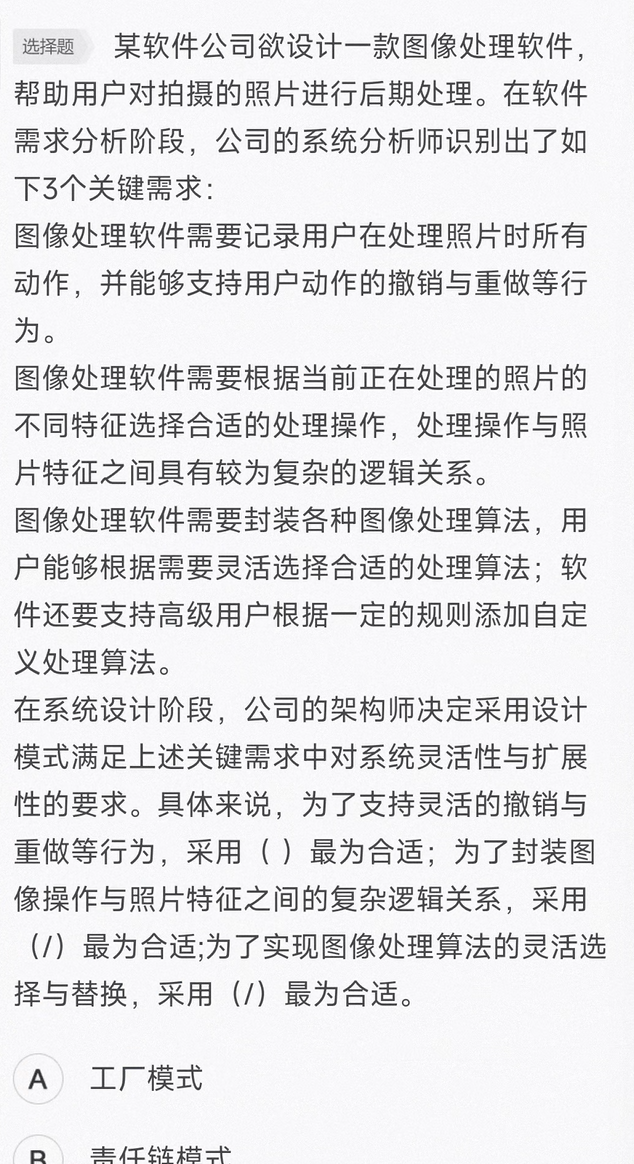 选择题 某软件公司欲设计一款图像处理软件，
帮助用户对拍摄的照片进行后期处理。在软件
需求分析阶段，公司的系统分析师识别出了如
下3个关键需求：
图像处理软件需要记录用户在处理照片时所有
动作，并能够支持用户动作的撤销与重做等行
为。
图像处理软件需要根据当前正在处理的照片的
不同特征选择合适的处理操作，处理操作与照
片特征之间具有较为复杂的逻辑关系。
图像处理软件需要封装各种图像处理算法，用
户能够根据需要灵活选择合适的处理算法；软
件还要支持高级用户根据一定的规则添加自定
义处理算法。
在系统设计阶段，公司的架构师决定采用设计
模式满足上述关键需求中对系统灵活性与扩展
性的要求。具体来说，为了支持灵活的撤销与
重做等行为，采用（ ）最为合适；为了封装图
像操作与照片特征之间的复杂逻辑关系，采用
（/）最为合适;为了实现图像处理算法的灵活选
择与替换，采用（/）最为合适。
A 工厂模式
B 责任链模式